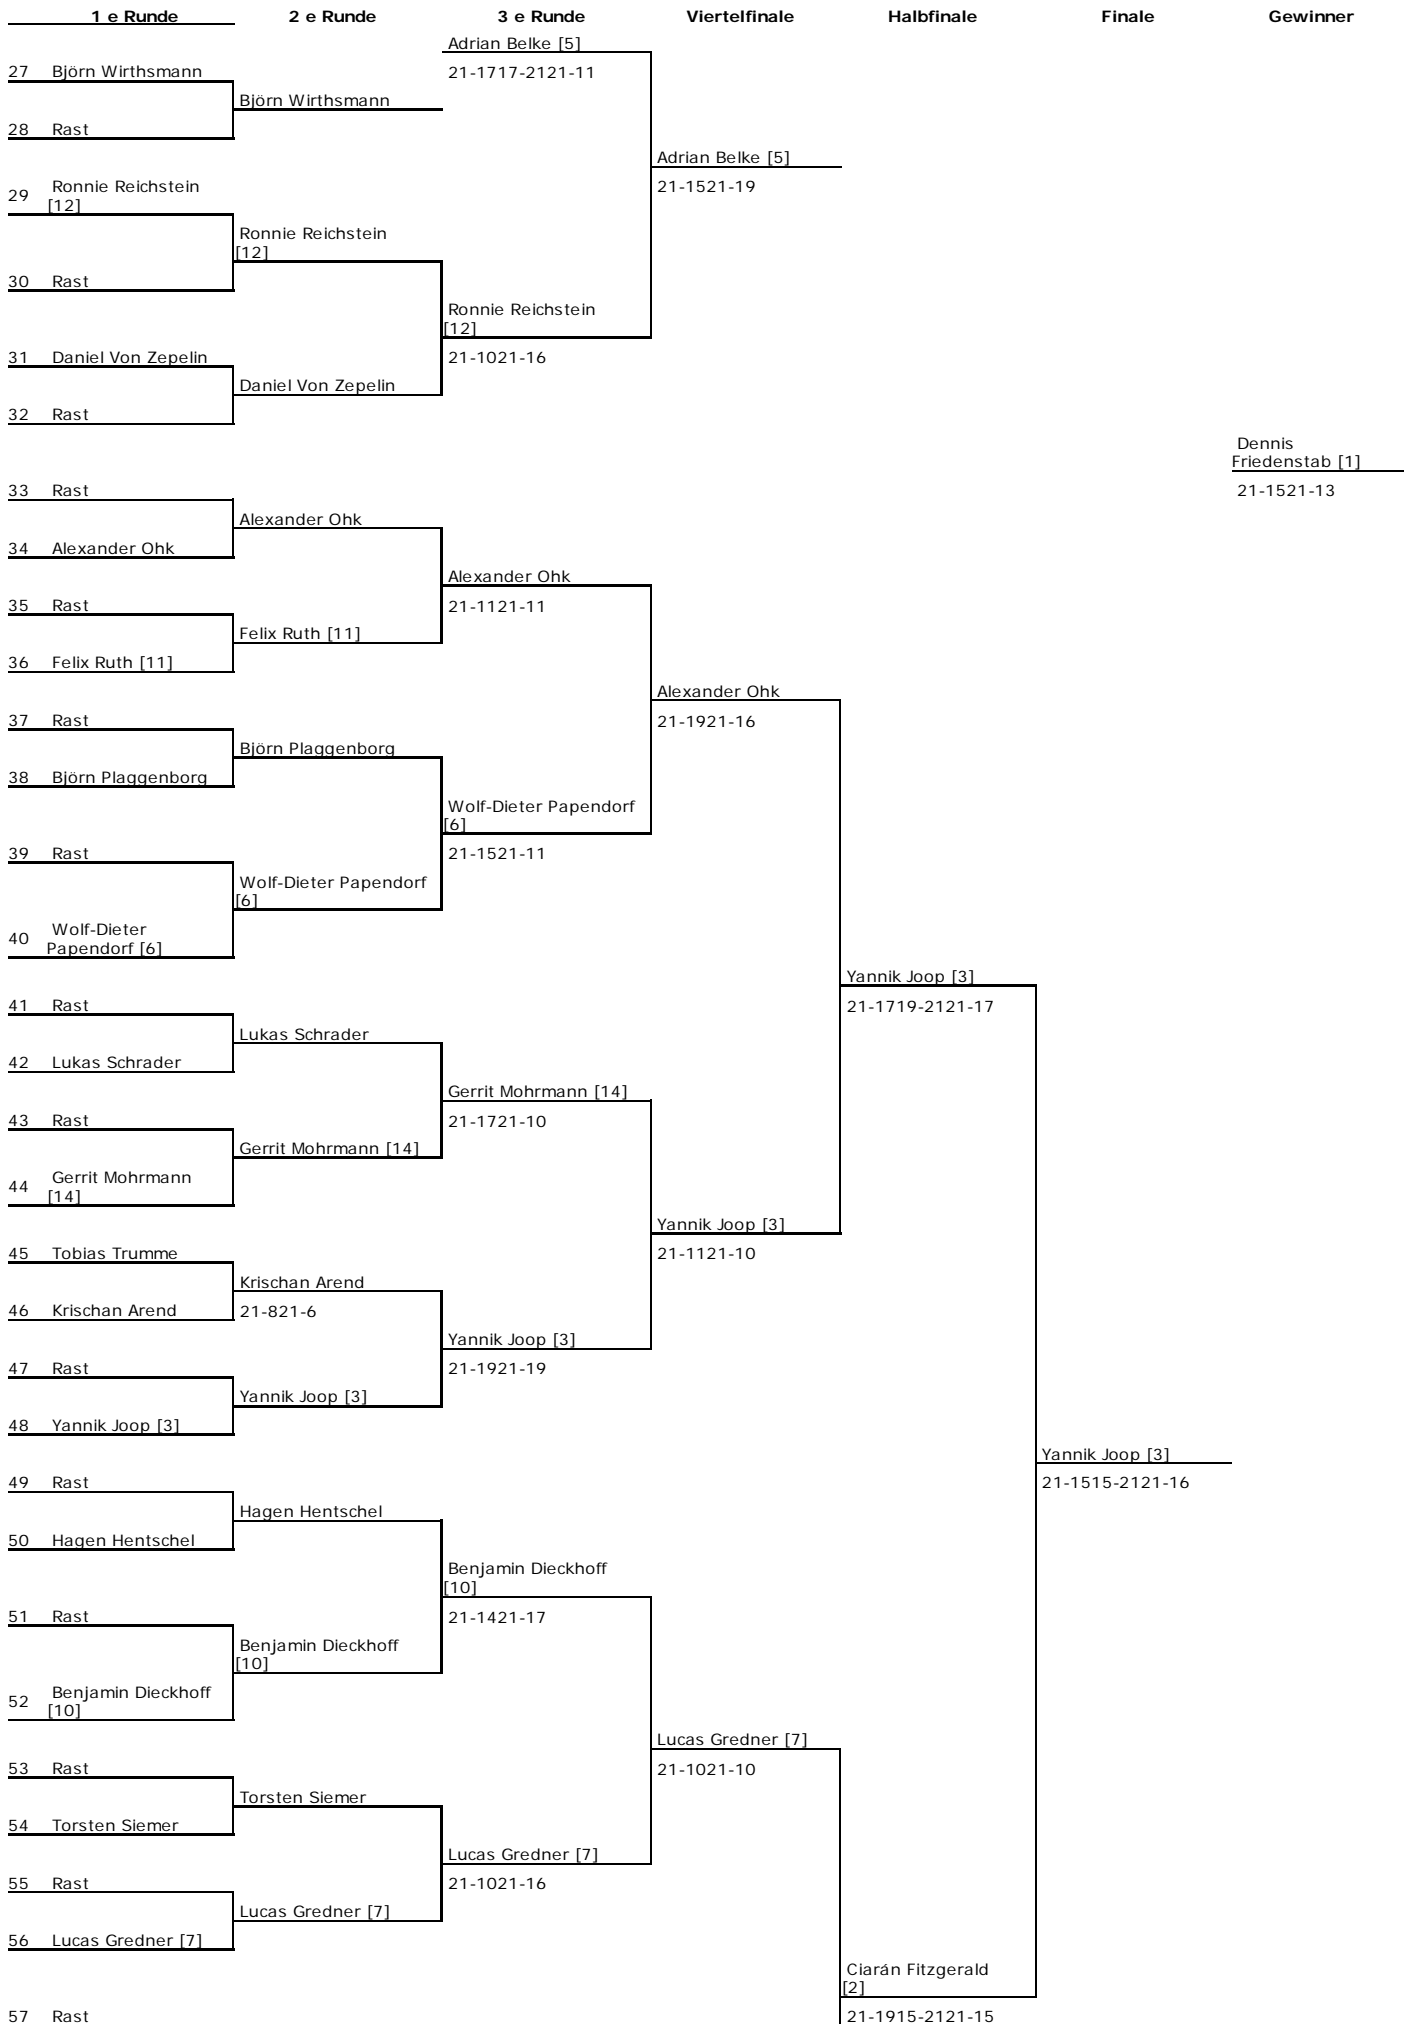 1 e Runde 2 e Runde 3 e Runde Viertelfinale Halbfinale Finale Gewinner
Adrian Belke [5]
27 Björn Wirthsmann 21-1717-2121-11
Björn Wirthsmann
28 Rast
Adrian Belke [5]
29 Ronnie Reichstein 21-1521-19
[12]
Ronnie Reichstein
[12]
30 Rast
Ronnie Reichstein
[12]
31 Daniel Von Zepelin 21-1021-16
Daniel Von Zepelin
32 Rast
Dennis
Friedenstab [1]
33 Rast 21-1521-13
Alexander Ohk
34 Alexander Ohk
Alexander Ohk
35 Rast 21-1121-11
Felix Ruth [11]
36 Felix Ruth [11]
Alexander Ohk
37 Rast 21-1921-16
Björn Plaggenborg
38 Björn Plaggenborg
Wolf-Dieter Papendorf
[6]
39 Rast 21-1521-11
Wolf-Dieter Papendorf
[6]
40 Wolf-Dieter
Papendorf [6]
Yannik Joop [3]
41 Rast 21-1719-2121-17
Lukas Schrader
42 Lukas Schrader
Gerrit Mohrmann [14]
43 Rast 21-1721-10
Gerrit Mohrmann [14]
44 Gerrit Mohrmann
[14]
Yannik Joop [3]
45 Tobias Trumme 21-1121-10
Krischan Arend
46 Krischan Arend 21-821-6
Yannik Joop [3]
47 Rast 21-1921-19
Yannik Joop [3]
48 Yannik Joop [3]
Yannik Joop [3]
49 Rast 21-1515-2121-16
Hagen Hentschel
50 Hagen Hentschel
Benjamin Dieckhoff
[10]
51 Rast 21-1421-17
Benjamin Dieckhoff
[10]
52 Benjamin Dieckhoff
[10]
Lucas Gredner [7]
53 Rast 21-1021-10
Torsten Siemer
54 Torsten Siemer
Lucas Gredner [7]
55 Rast 21-1021-16
Lucas Gredner [7]
56 Lucas Gredner [7]
Ciarán Fitzgerald
[2]
57 Rast 21-1915-2121-15